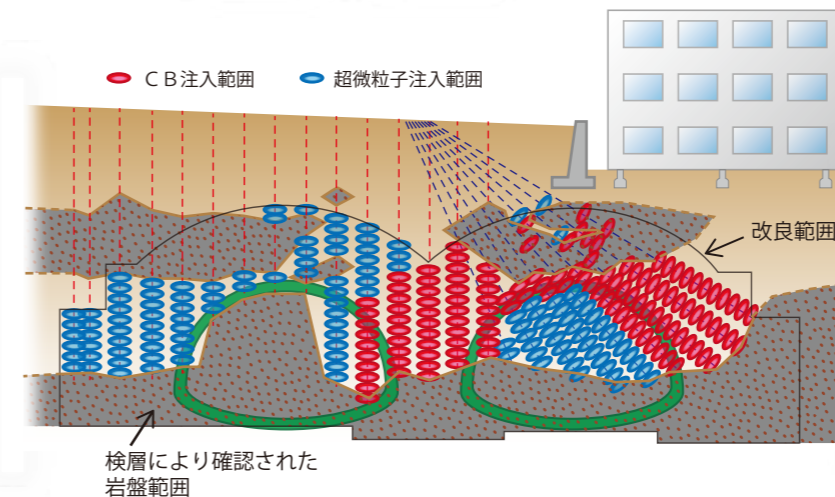 ＣＢ注入範囲
超微粒子注入範囲
改良範囲
検層により確認された
岩盤範囲